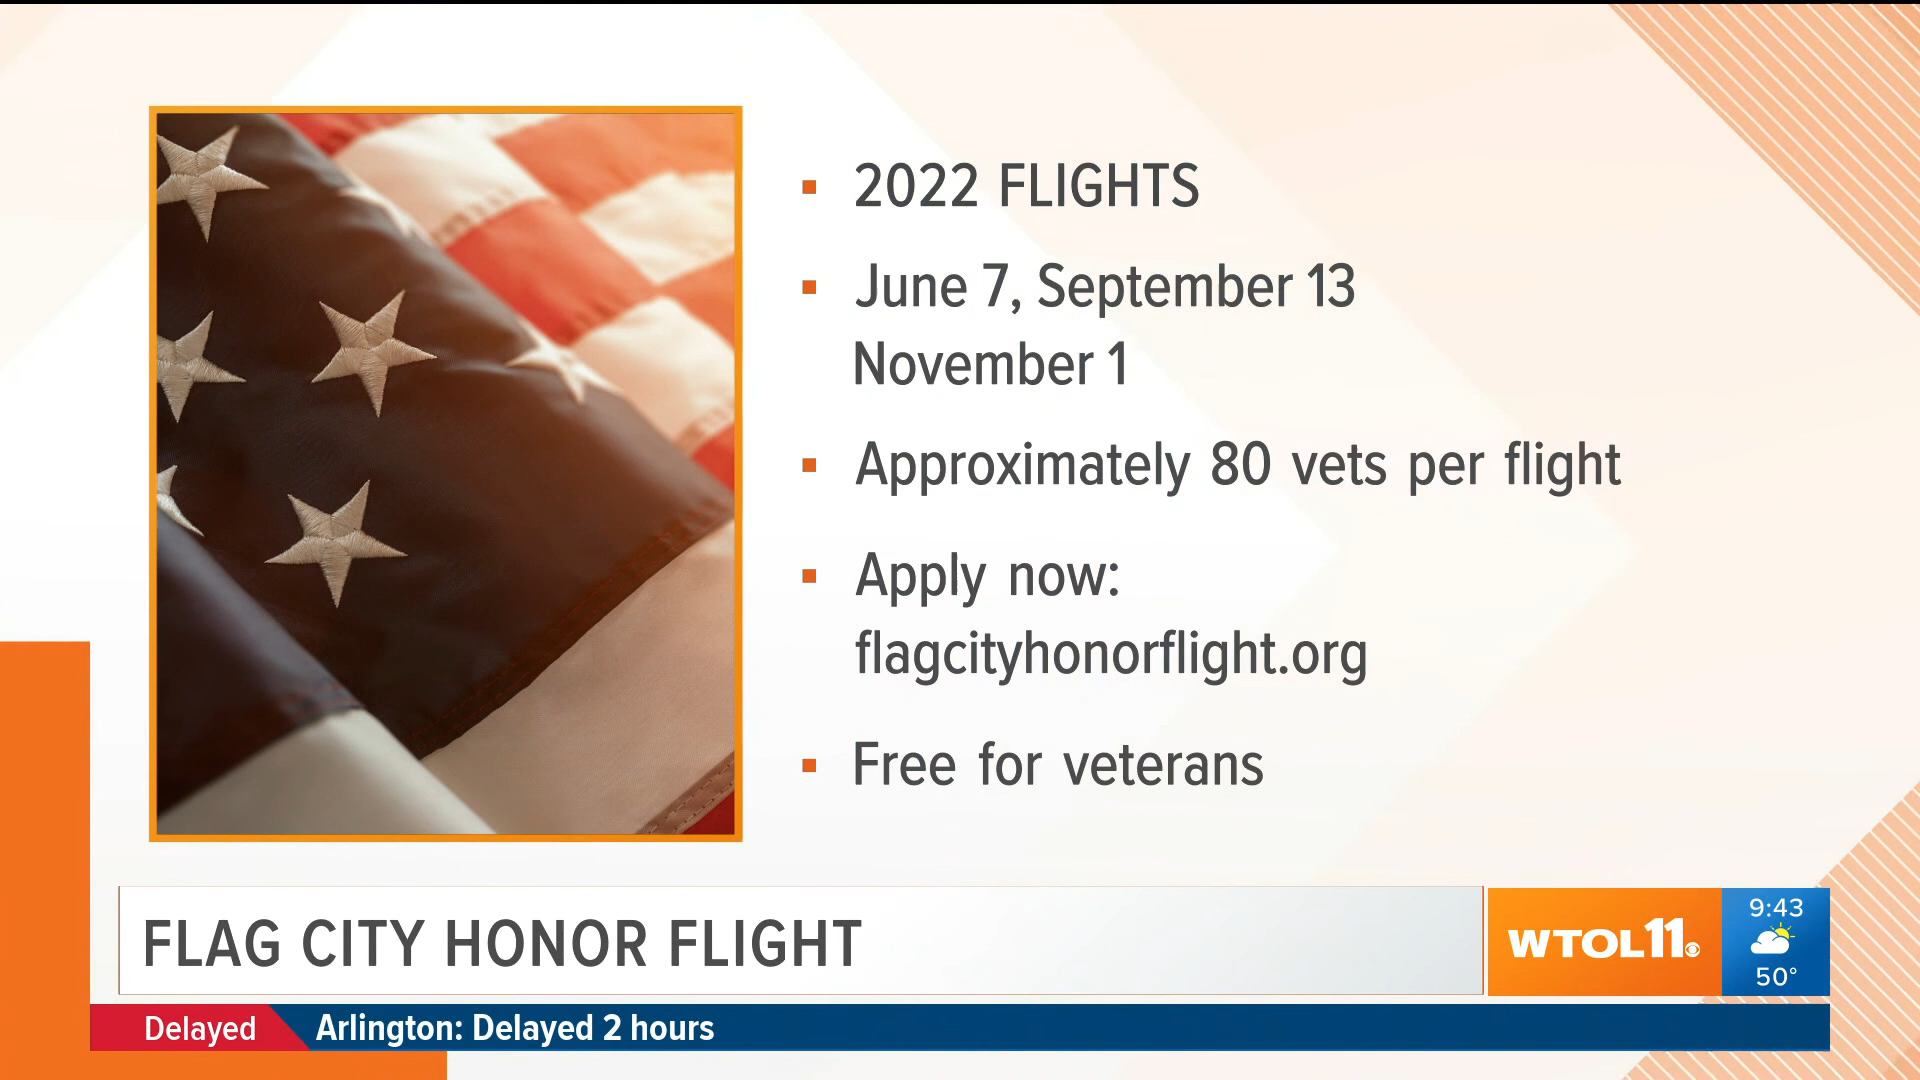 2022 FLIGHTS
June 7, September 13
November 1
Approximately 80 vets per flight
Apply now:
flagcityhonorflight.org
Free for veterans
FLAG CITY HONOR FLIGHT
WTOL11
9:43
50°
Delayed
Arlington: Delayed 2 hours